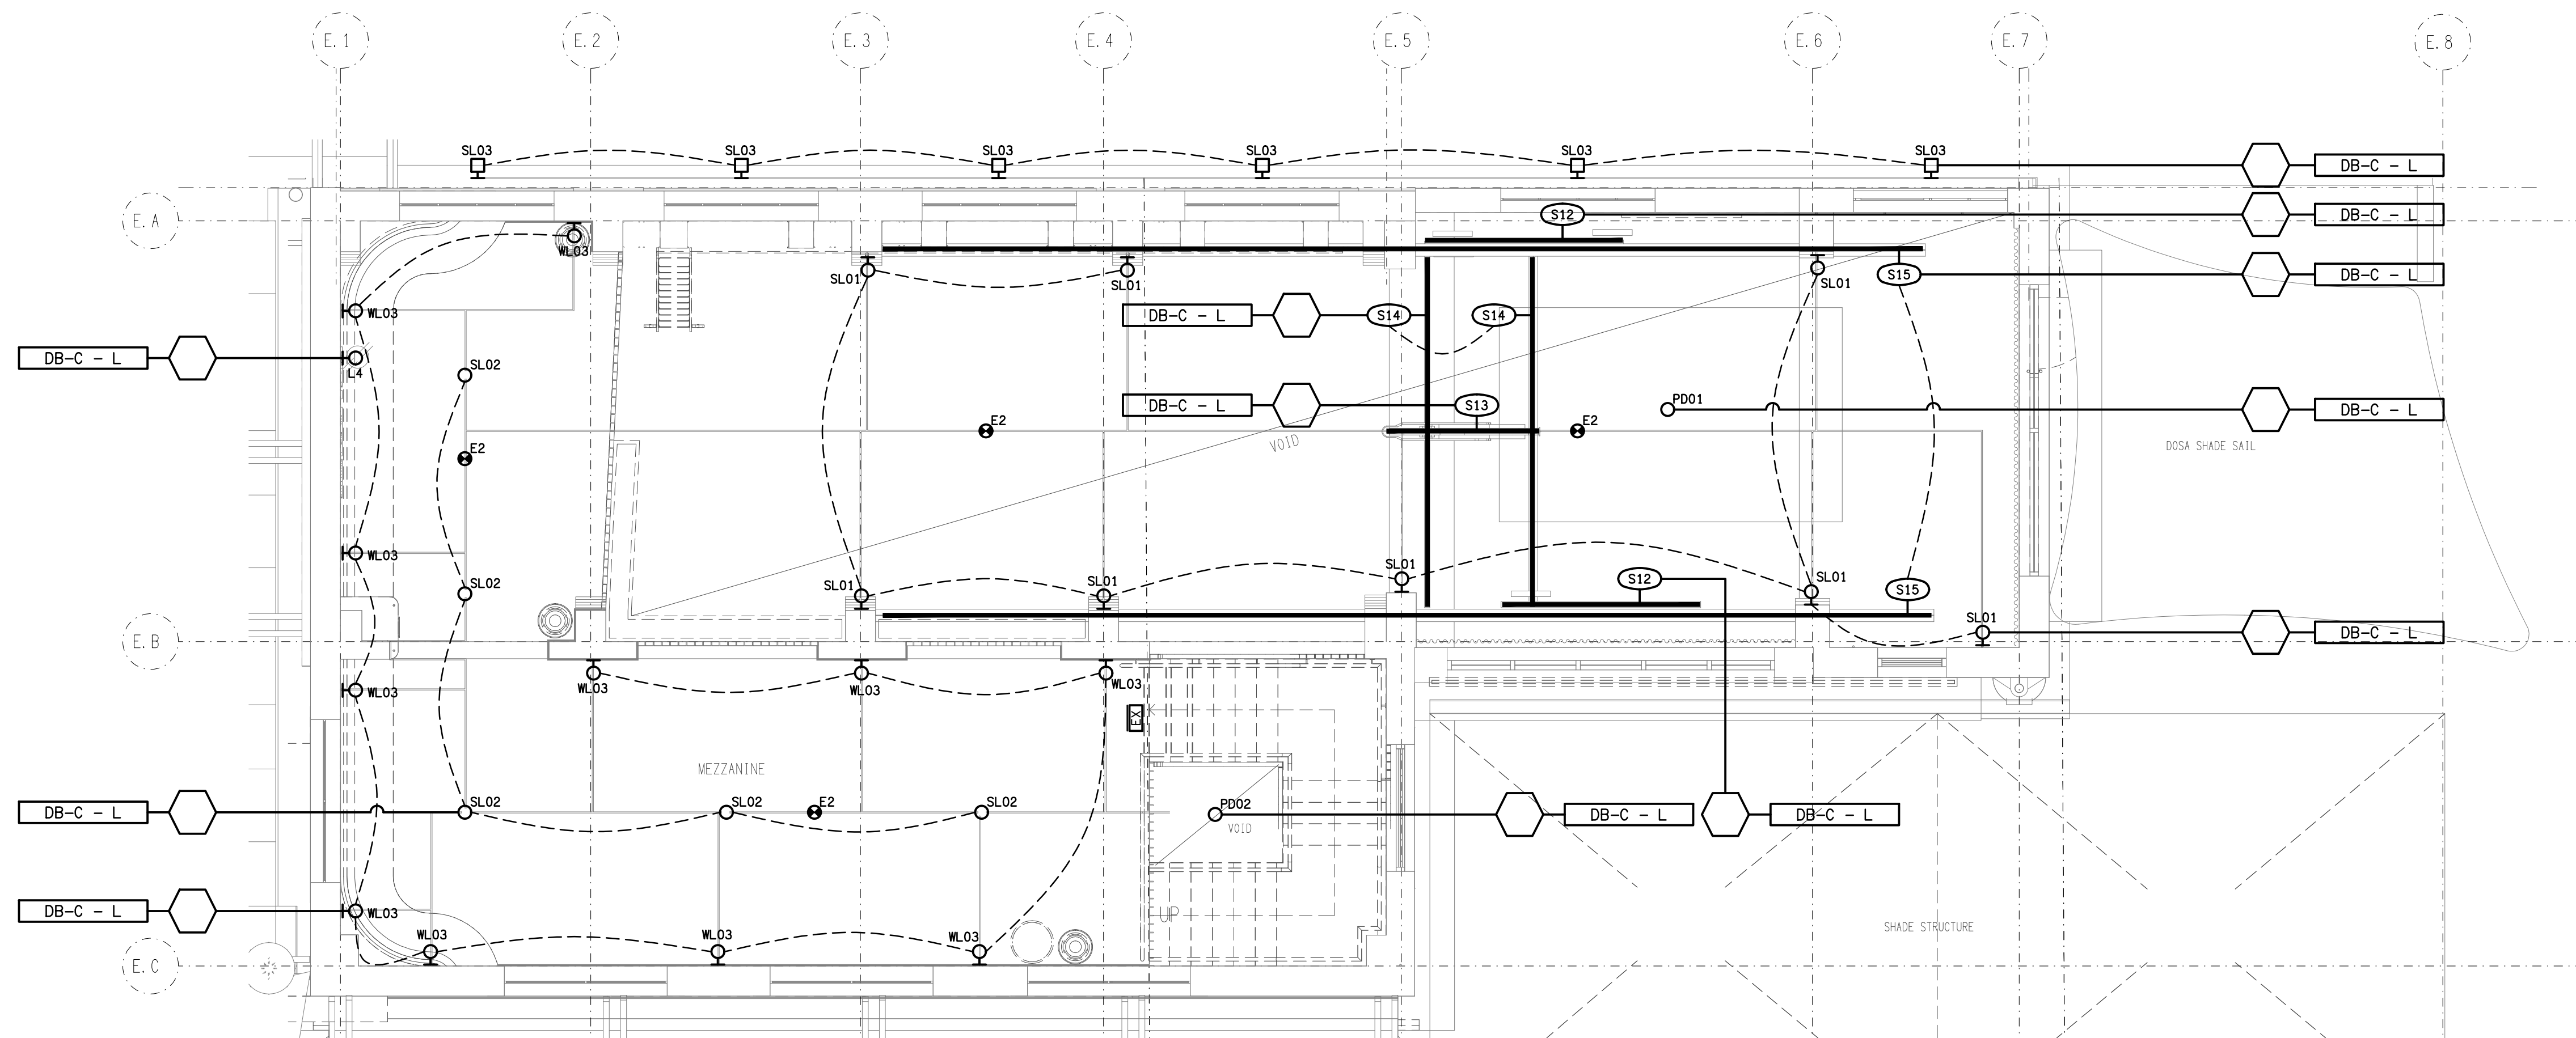 E.1 E.2 E.3 E.4 E.5 E.6 E.7 E.8
SL03 SL03 SL03 SL03 SL03 SL03
DB-C - L
E.A
S12
DB-C - L
WL03
SL01
SL01
SL01
S15
DB-C - L
WL03
DB-C - L
S14
S14
DB-C - L
L4
SL02
DB-C - L
S13
PD01
DB-C - L
E2
E2
VOID
DOSA SHADE SAIL
E2
WL03
SL02
SL01
SL01
SL01
SL01
S12
S15
SL01
DB-C - L
E.B
WL03
WL03
WL03
WL03
EX
MEZZANINE
DB-C - L
SL02
SL02
E2
SL02
PD02
VOID
DB-C - L
DB-C - L
DB-C - L
WL03
UP
SHADE STRUCTURE
WL03
WL03
WL03
E.C